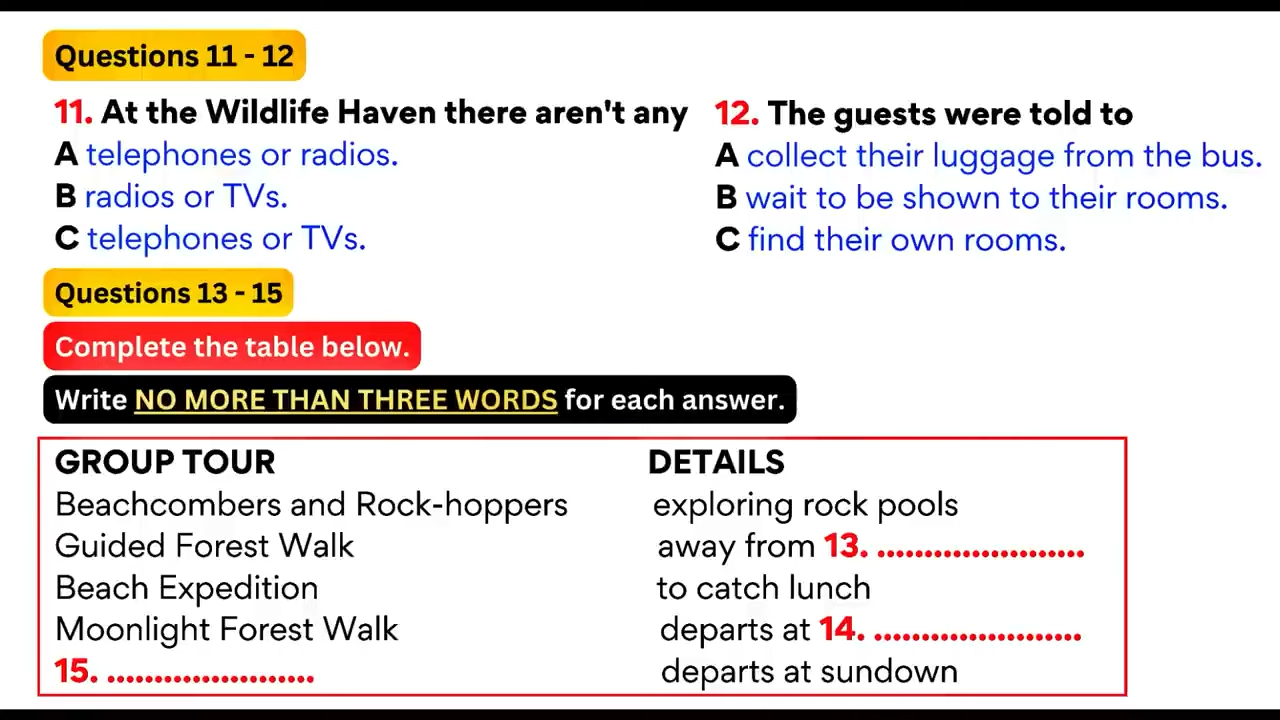 Questions 11 - 12
11. At the Wildlife Haven there aren't any
A telephones or radios.
B radios or TVs.
C telephones or TVs.
12. The guests were told to
A collect their luggage from the bus.
B wait to be shown to their rooms.
C find their own rooms.
Questions 13 - 15
Complete the table below.
Write NO MORE THAN THREE WORDS for each answer.
GROUP TOUR DETAILS
Beachcombers and Rock-hoppers exploring rock pools
Guided Forest Walk away from 13. ......................
Beach Expedition to catch lunch
Moonlight Forest Walk departs at 14. ......................
15. ...................... departs at sundown